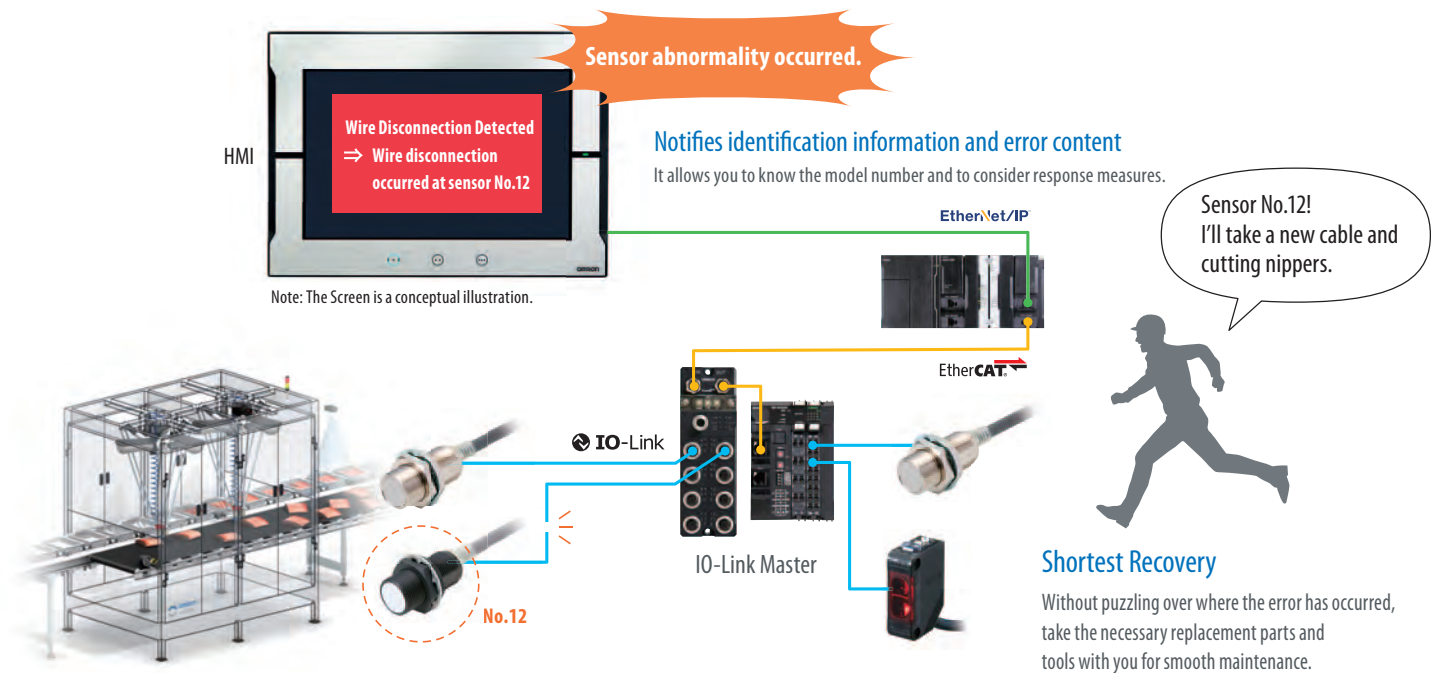 Sensor abnormality occurred.
Wire Disconnection Detected
⇒ Wire disconnection
occurred at sensor No.12
HMI
OMRON
Note: The Screen is a conceptual illustration.
Notifies identification information and error content
It allows you to know the model number and to consider response measures.
EtherNet/IP
Sensor No.12!
I'll take a new cable and
cutting nippers.
EtherCAT®
IO-Link
IO-Link Master
No.12
Shortest Recovery
Without puzzling over where the error has occurred,
take the necessary replacement parts and
tools with you for smooth maintenance.